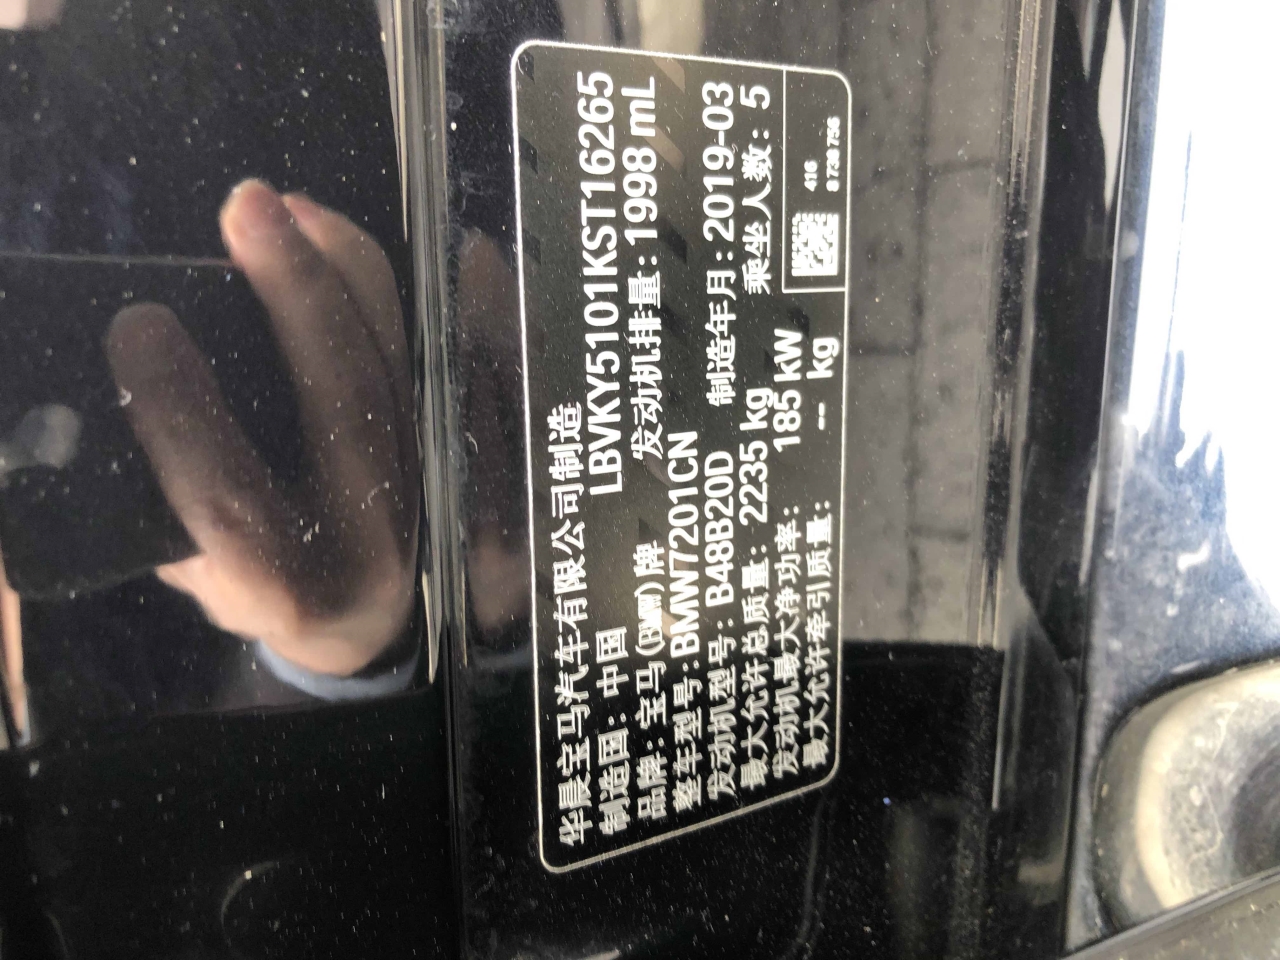 华晨宝马汽车有限公司制造
制造国：中国 LBVKY5101KST16265
品牌：宝马(BMW)牌 发动机排量：1998 mL
整车型号：BMW7201CN
发动机型号：B48B20D 制造年月：2019-03
最大允许总质量：2235 kg 乘坐人数：5
发动机最大净功率：185 kW
最大允许牵引质量：-- kg
416
8 738 756